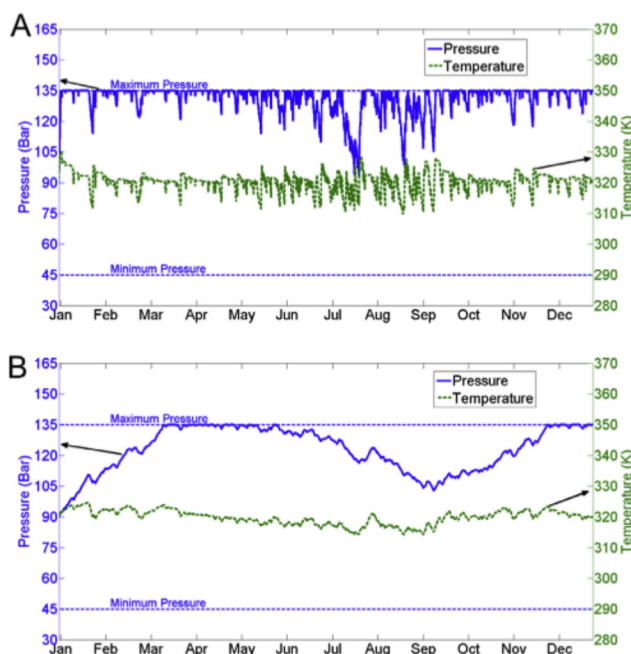 A
165
150
135
120
105
90
75
60
45
30
Pressure (Bar)
Maximum Pressure
Minimum Pressure
Pressure
Temperature
370
360
350
340
330
320
310
300
290
280
Temperature (K)
Jan Feb Mar Apr May Jun Jul Aug Sep Oct Nov Dec
B
165
150
135
120
105
90
75
60
45
30
Pressure (Bar)
Maximum Pressure
Minimum Pressure
Pressure
Temperature
370
360
350
340
330
320
310
300
290
280
Temperature (K)
Jan Feb Mar Apr May Jun Jul Aug Sep Oct Nov Dec